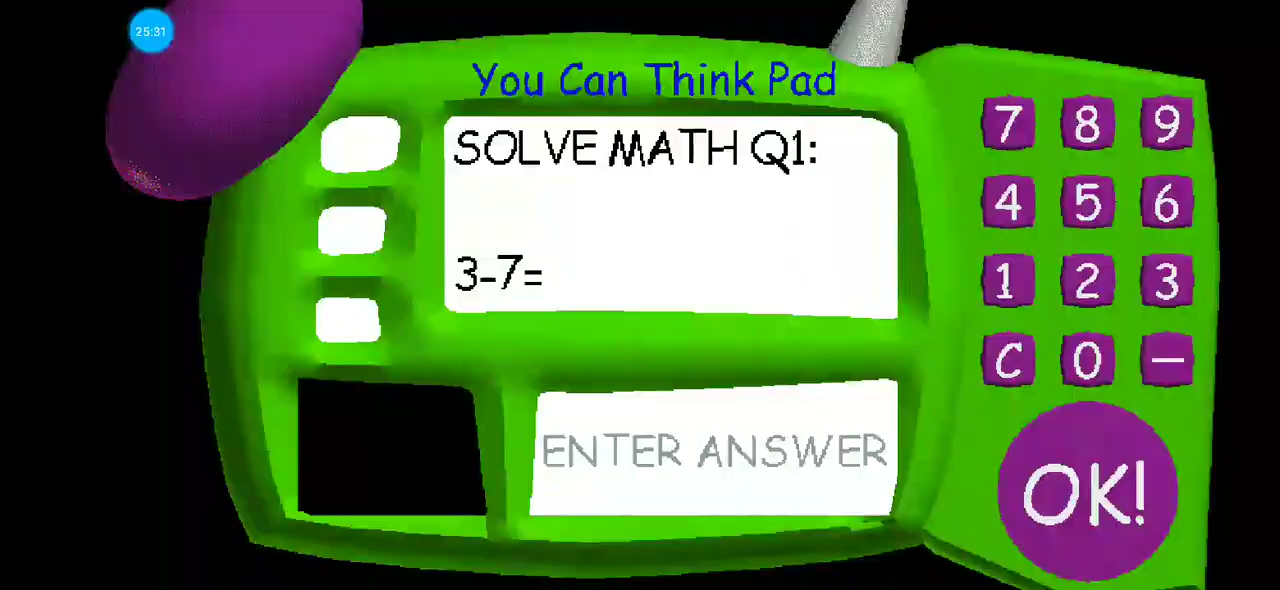 25:31
You Can Think Pad
SOLVE MATH Q1:
3-7=
ENTER ANSWER
7 8 9
4 5 6
1 2 3
C 0 —
OK!